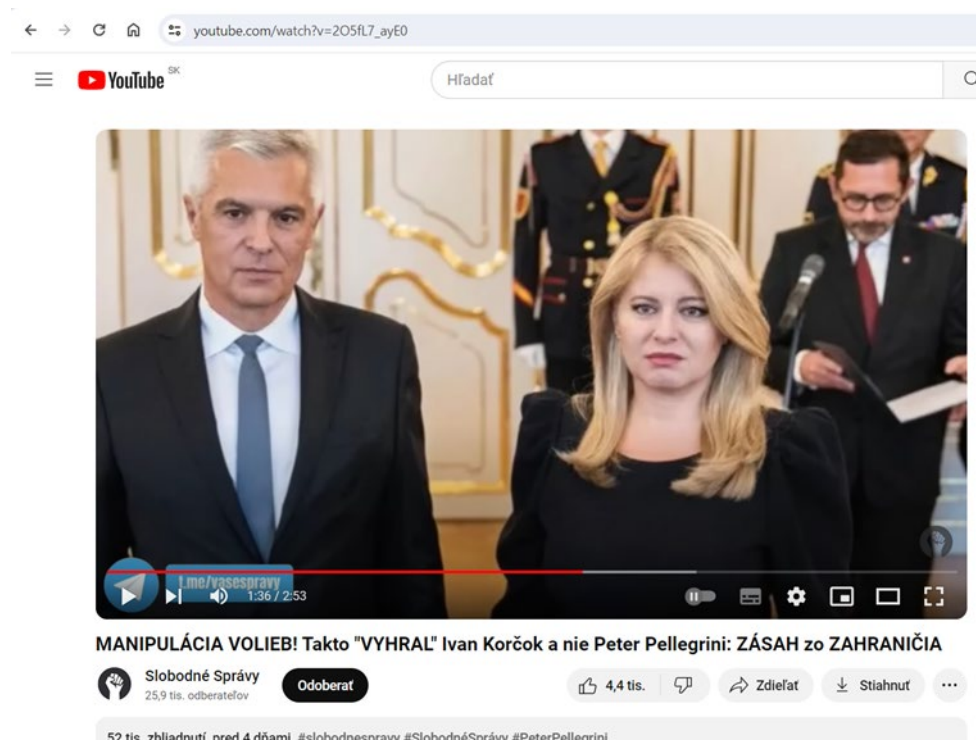 youtube.com/watch?v=2O5fL7_ayE0
YouTube SK
Hľadať
t.me/vasespravy
1:36 / 2:53
MANIPULÁCIA VOLIEB! Takto "VYHRAL" Ivan Korčok a nie Peter Pellegrini: ZÁSAH zo ZAHRANIČIA
Slobodné Správy
25,9 tis. odberateľov
Odoberať
4,4 tis.
Zdieľať
Stiahnuť
52 tis. zhliadnutí pred 4 dňami #slobodnespravy #SlobodnéSprávy #PeterPellegrini